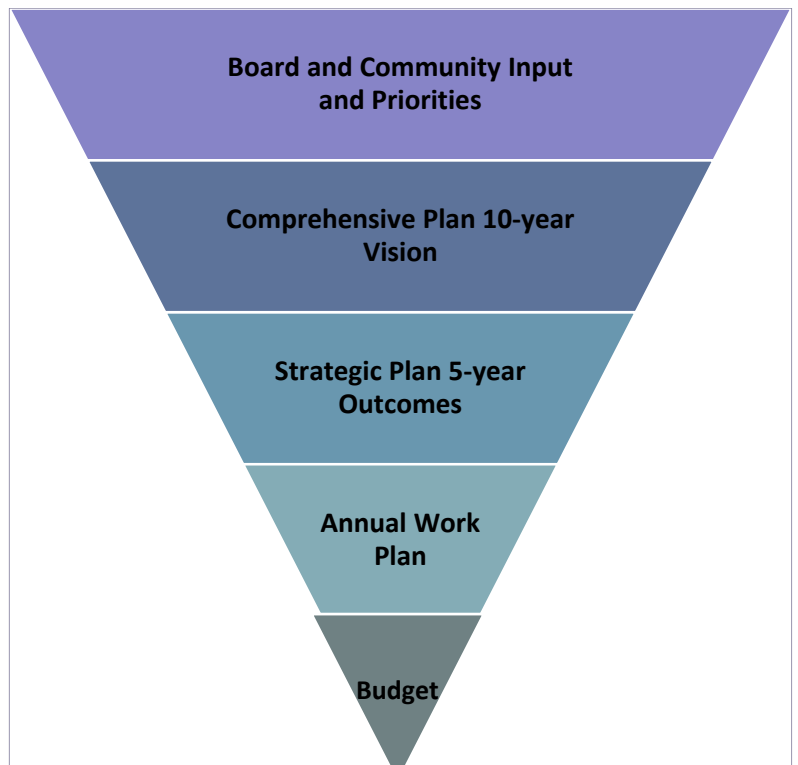 Board and Community Input
and Priorities
Comprehensive Plan 10-year
Vision
Strategic Plan 5-year
Outcomes
Annual Work
Plan
Budget